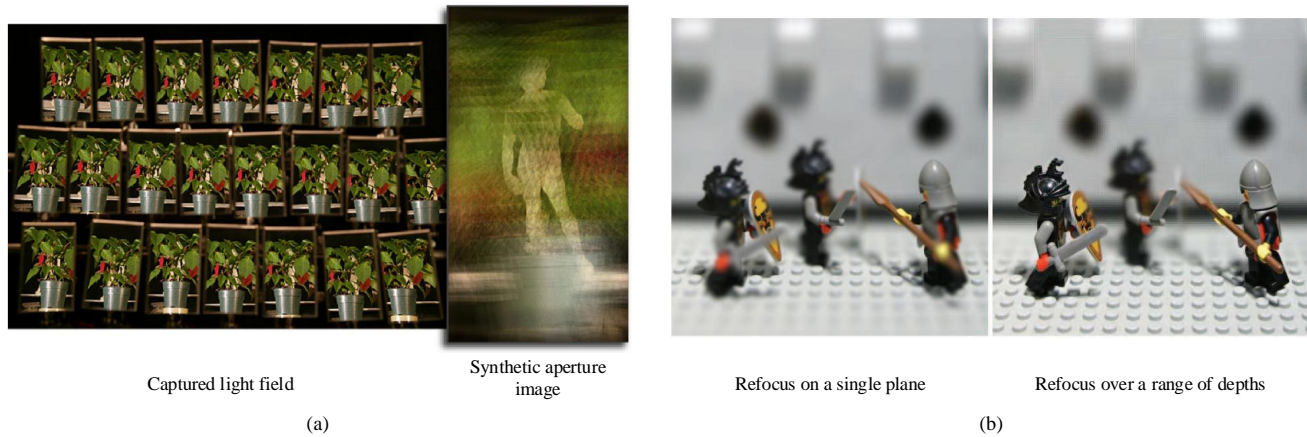 Captured light field
Synthetic aperture
image
Refocus on a single plane
Refocus over a range of depths
(a)
(b)